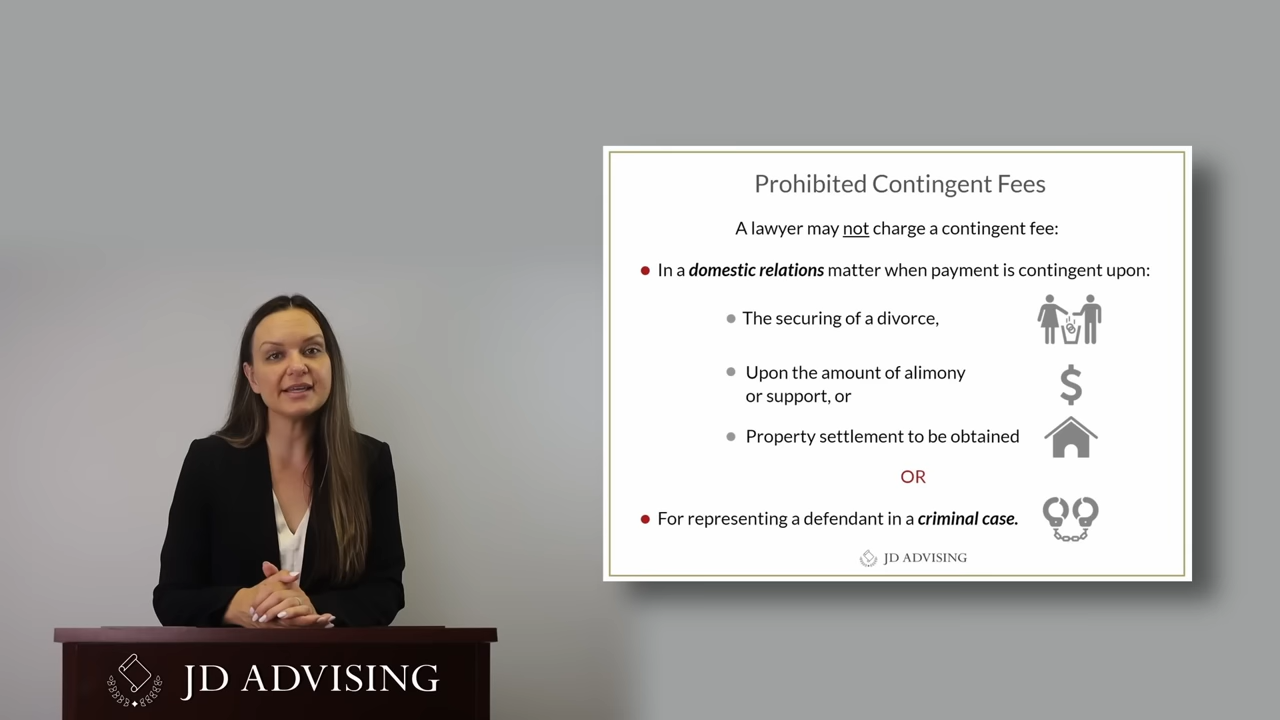 Prohibited Contingent Fees
A lawyer may not charge a contingent fee:
In a domestic relations matter when payment is contingent upon:
The securing of a divorce,
Upon the amount of alimony
or support, or
Property settlement to be obtained
OR
For representing a defendant in a criminal case.
JD ADVISING
JD ADVISING